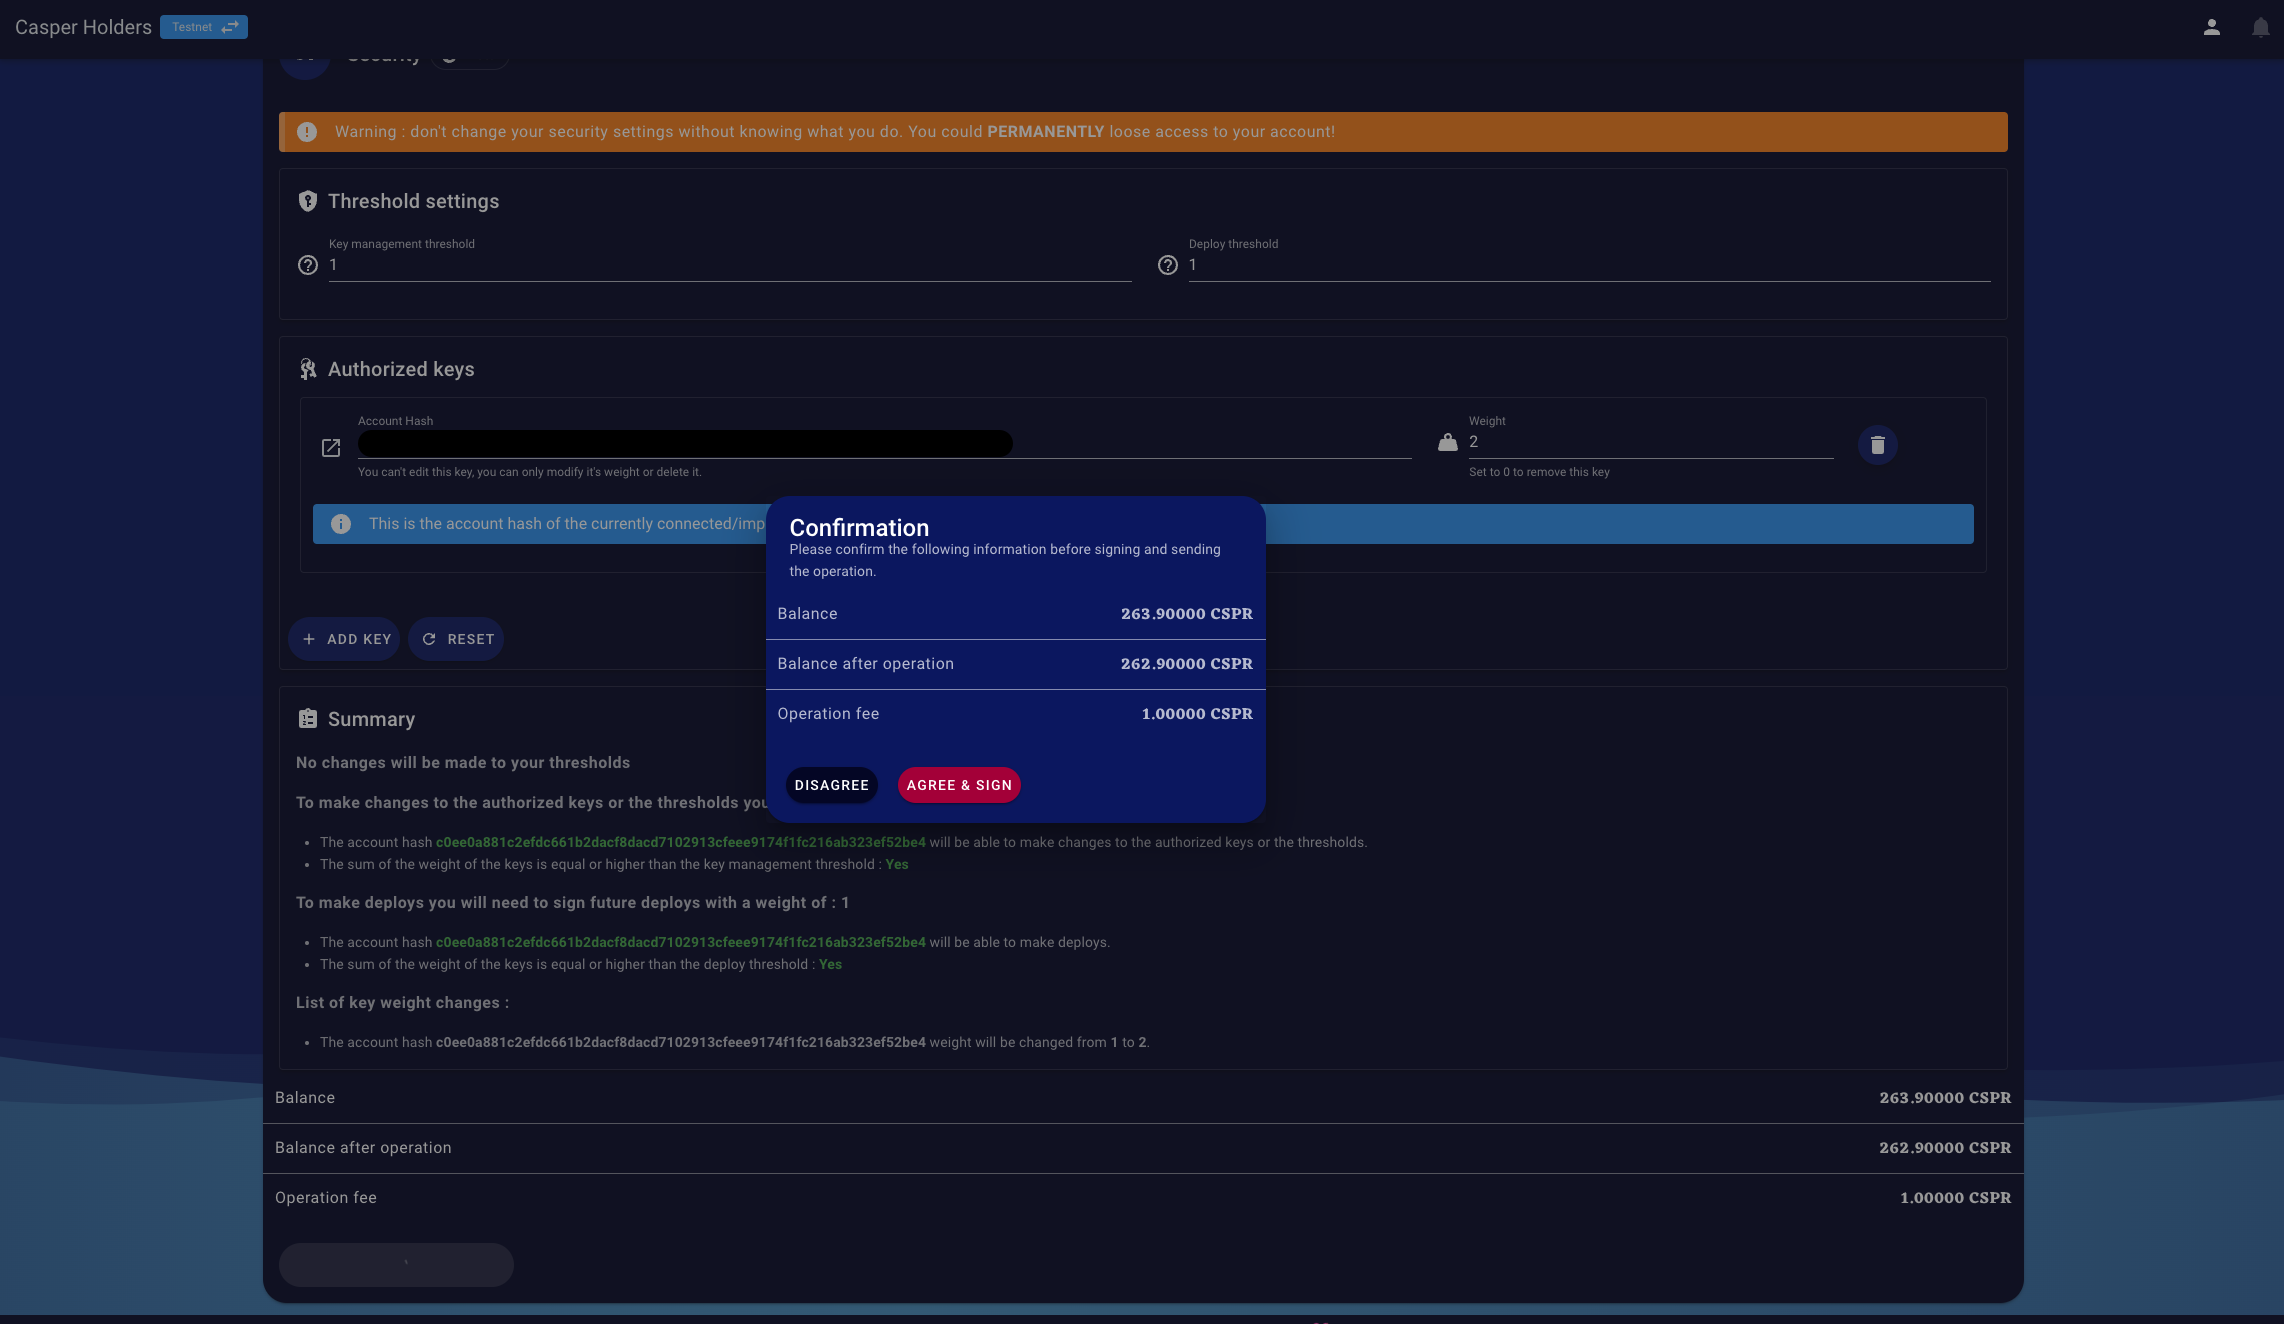 Casper Holders Testnet
Security
Warning : don't change your security settings without knowing what you do. You could PERMANENTLY loose access to your account!
Threshold settings
Key management threshold
1
Deploy threshold
1
Authorized keys
Account Hash
You can't edit this key, you can only modify it's weight or delete it.
Weight
2
Set to 0 to remove this key
This is the account hash of the currently connected/imp
ADD KEY
RESET
Confirmation
Please confirm the following information before signing and sending
the operation.
Balance 263.90000 CSPR
Balance after operation 262.90000 CSPR
Operation fee 1.00000 CSPR
DISAGREE
AGREE & SIGN
Summary
No changes will be made to your thresholds
To make changes to the authorized keys or the thresholds you
The account hash c0ee0a881c2efdc661b2dacf8dacd7102913cfeee9174f1fc216ab323ef52be4 will be able to make changes to the authorized keys or the thresholds.
The sum of the weight of the keys is equal or higher than the key management threshold : Yes
To make deploys you will need to sign future deploys with a weight of : 1
The account hash c0ee0a881c2efdc661b2dacf8dacd7102913cfeee9174f1fc216ab323ef52be4 will be able to make deploys.
The sum of the weight of the keys is equal or higher than the deploy threshold : Yes
List of key weight changes :
The account hash c0ee0a881c2efdc661b2dacf8dacd7102913cfeee9174f1fc216ab323ef52be4 weight will be changed from 1 to 2.
Balance 263.90000 CSPR
Balance after operation 262.90000 CSPR
Operation fee 1.00000 CSPR